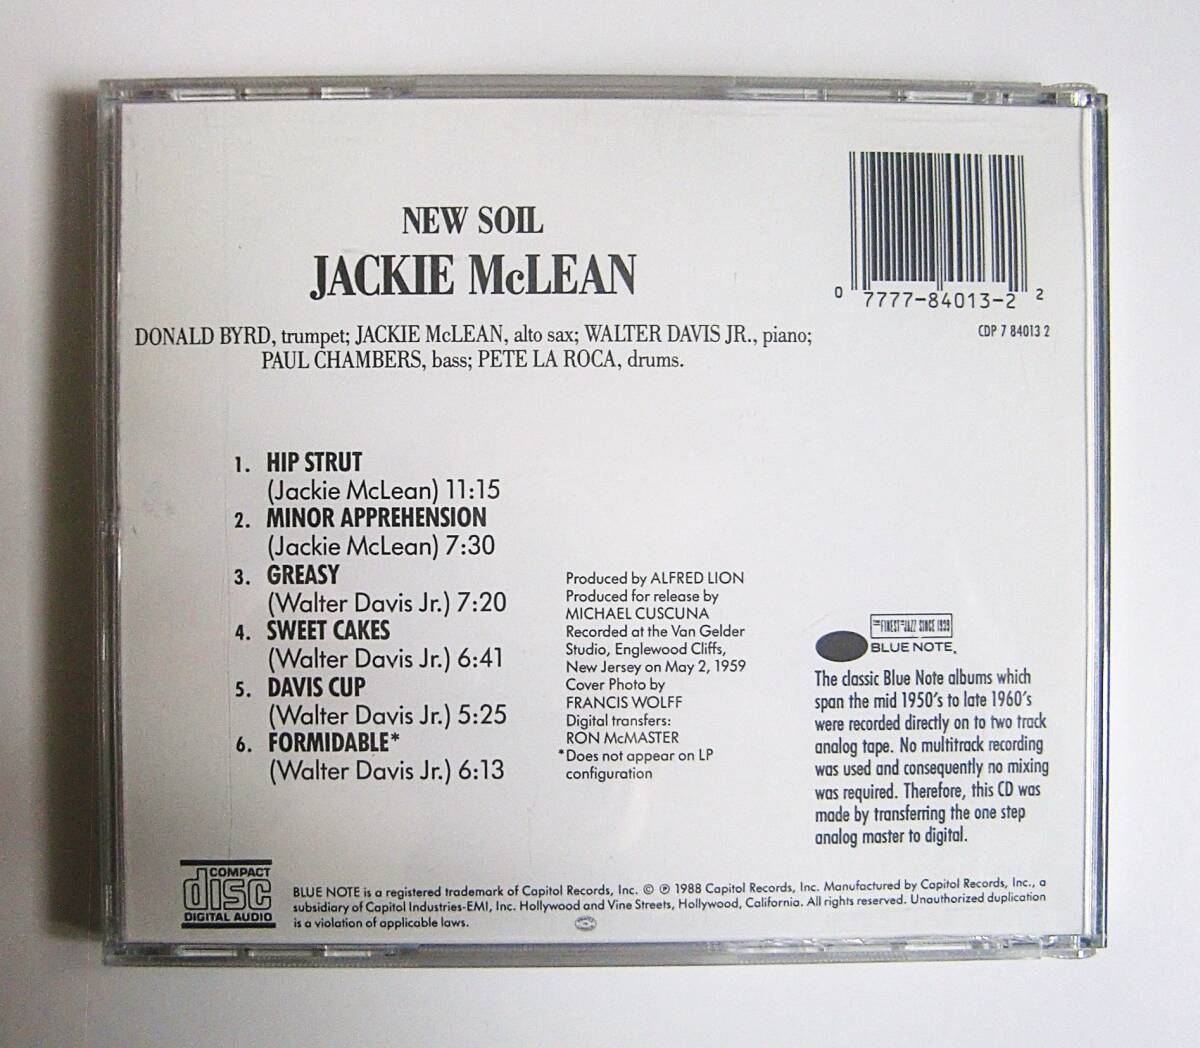 NEW SOIL
JACKIE McLEAN
DONALD BYRD, trumpet; JACKIE McLEAN, alto sax; WALTER DAVIS JR., piano;
PAUL CHAMBERS, bass; PETE LA ROCA, drums.
0 7777-84013-2 2
CDP 7 84013 2
1. HIP STRUT
(Jackie McLean) 11:15
2. MINOR APPREHENSION
(Jackie McLean) 7:30
3. GREASY
(Walter Davis Jr.) 7:20
4. SWEET CAKES
(Walter Davis Jr.) 6:41
5. DAVIS CUP
(Walter Davis Jr.) 5:25
6. FORMIDABLE*
(Walter Davis Jr.) 6:13
Produced by ALFRED LION
Produced for release by
MICHAEL CUSCUNA
Recorded at the Van Gelder
Studio, Englewood Cliffs,
New Jersey on May 2, 1959
Cover Photo by
FRANCIS WOLFF
Digital transfers:
RON McMASTER
*Does not appear on LP
configuration
THE FINEST IN JAZZ SINCE 1939
BLUE NOTE.
The classic Blue Note albums which
span the mid 1950's to late 1960's
were recorded directly on to two track
analog tape. No multitrack recording
was used and consequently no mixing
was required. Therefore, this CD was
made by transferring the one step
analog master to digital.
COMPACT
disc
DIGITAL AUDIO
BLUE NOTE is a registered trademark of Capitol Records, Inc. © ℗ 1988 Capitol Records, Inc. Manufactured by Capitol Records, Inc., a
subsidiary of Capitol Industries-EMI, Inc. Hollywood and Vine Streets, Hollywood, California. All rights reserved. Unauthorized duplication
is a violation of applicable laws.